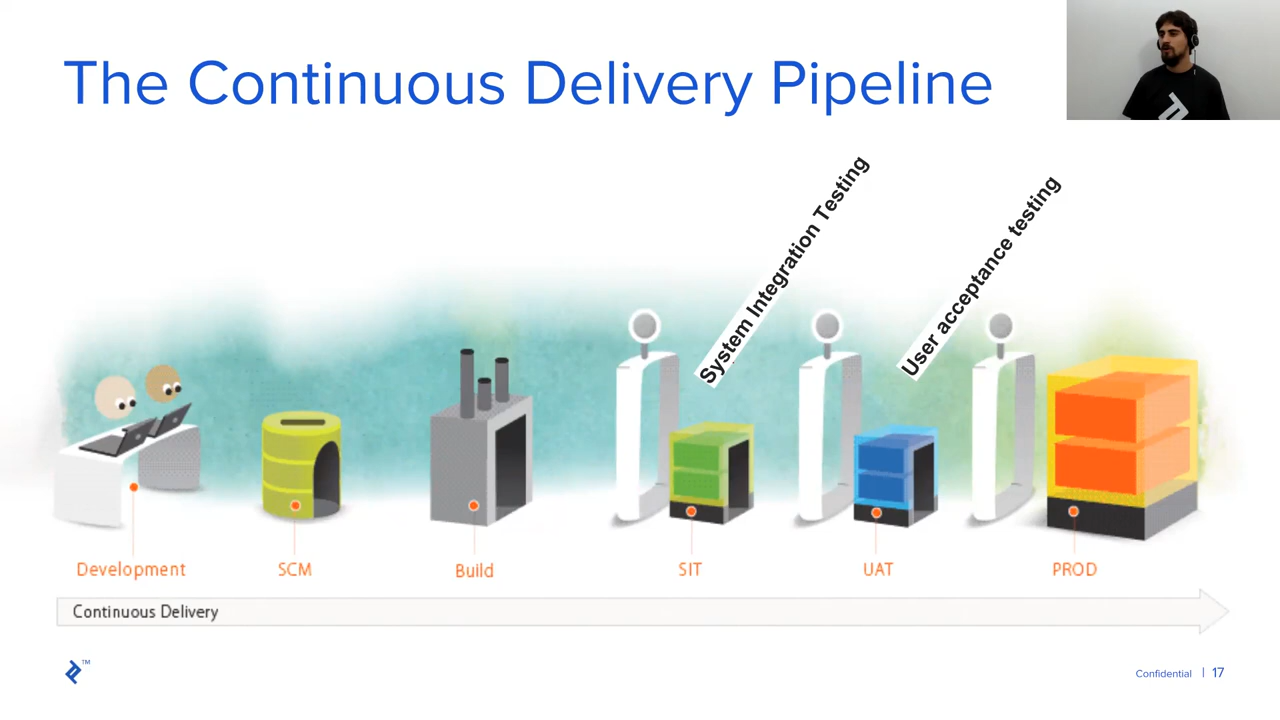 The Continuous Delivery Pipeline
System Integration Testing
User acceptance testing
Development
SCM
Build
SIT
UAT
PROD
Continuous Delivery
TM
Confidential | 17